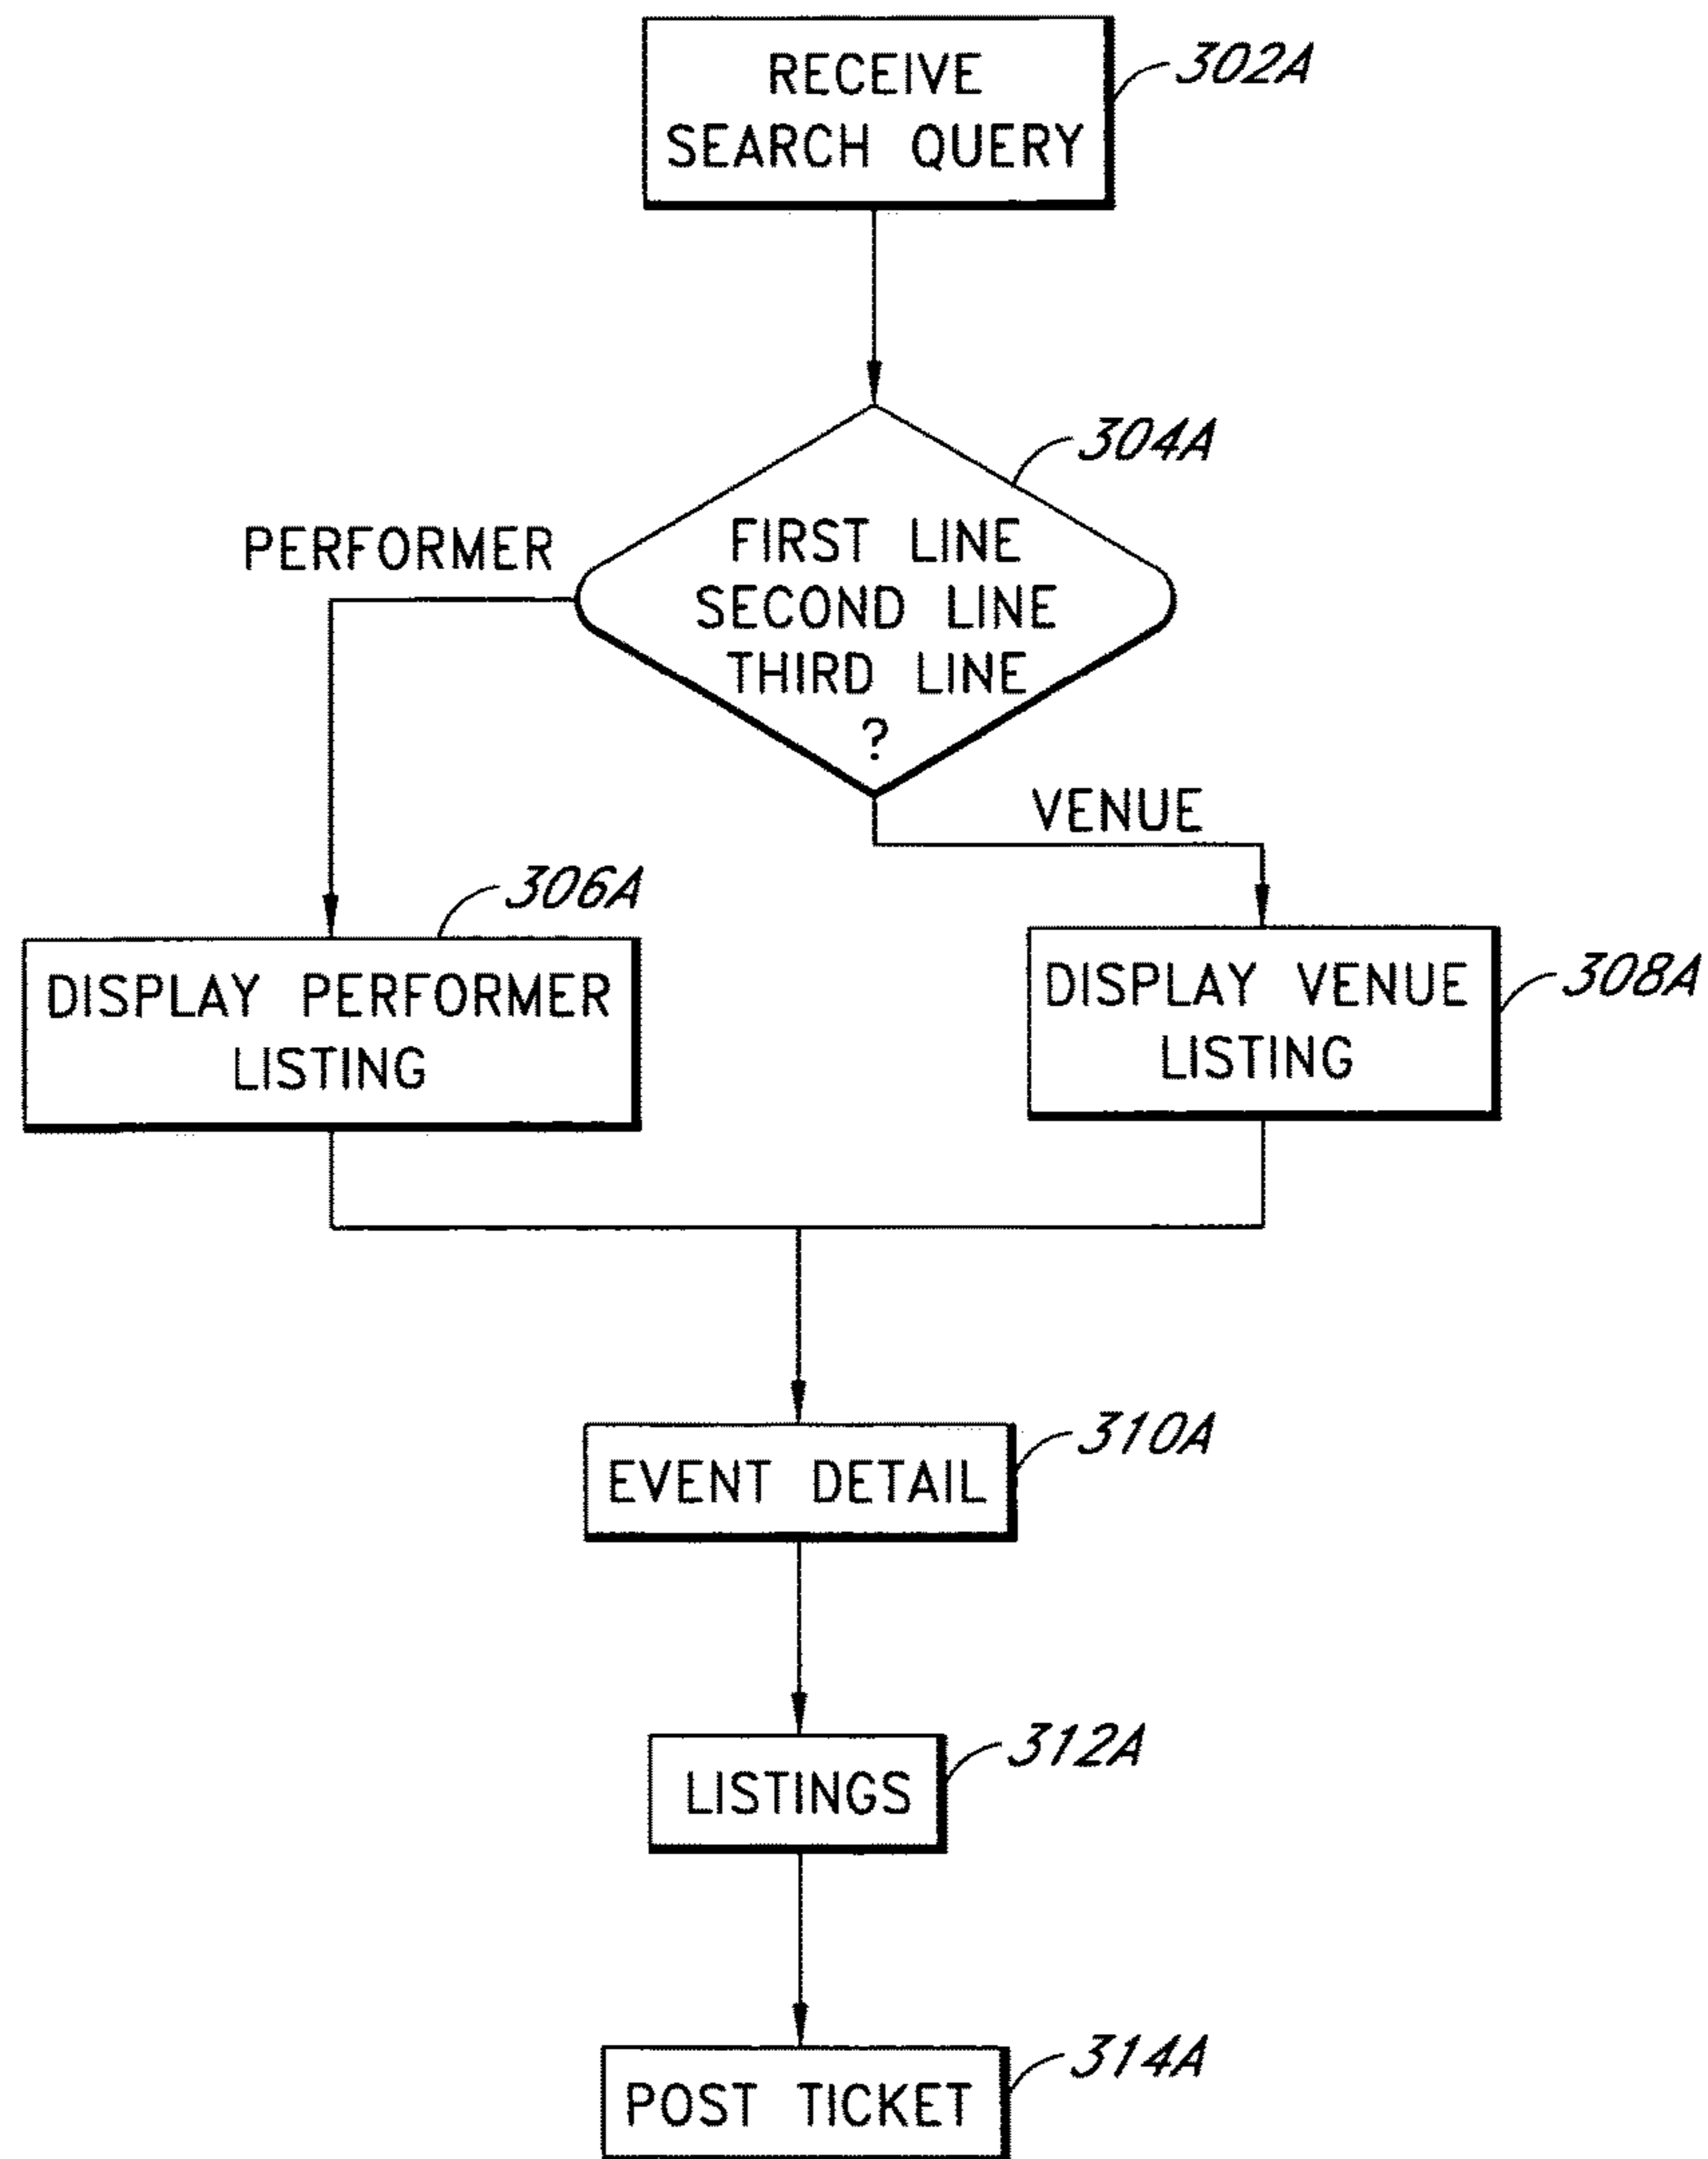 RECEIVE
SEARCH QUERY
302A
304A
PERFORMER
FIRST LINE
SECOND LINE
THIRD LINE
?
VENUE
306A
DISPLAY PERFORMER
LISTING
DISPLAY VENUE
LISTING
308A
310A
EVENT DETAIL
312A
LISTINGS
314A
POST TICKET